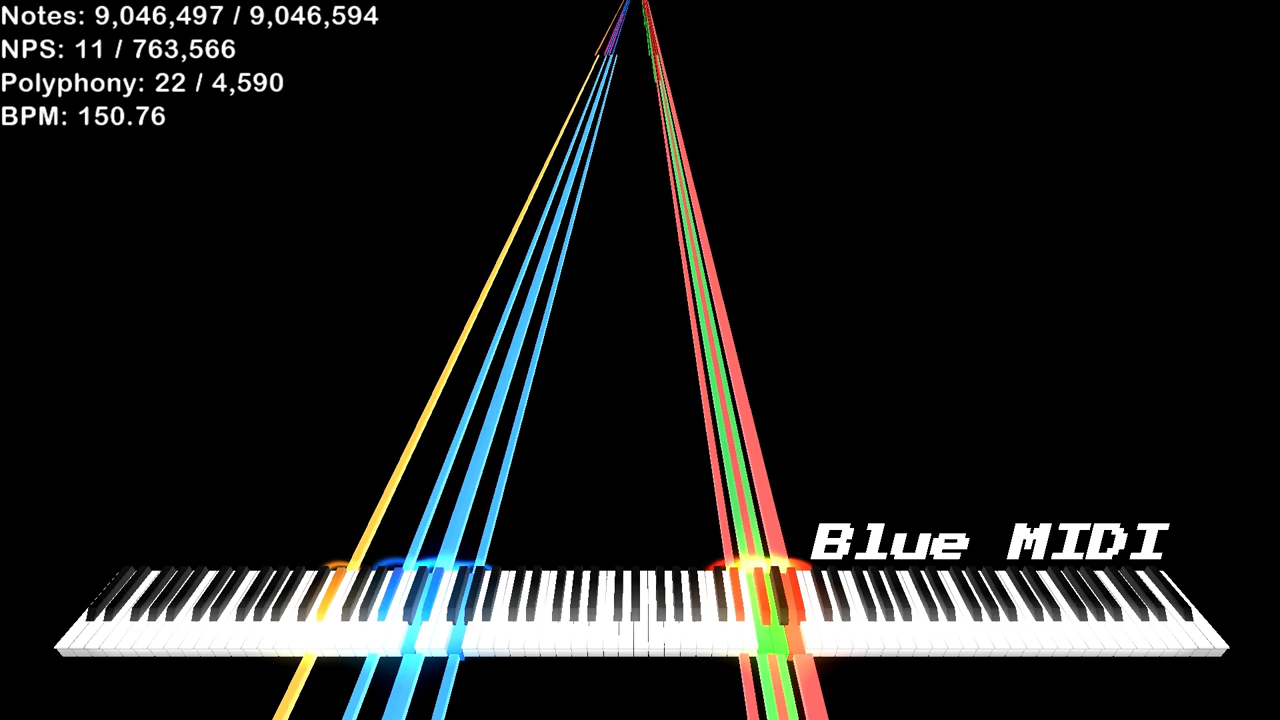 Notes: 9,046,497 / 9,046,594
NPS: 11 / 763,566
Polyphony: 22 / 4,590
BPM: 150.76
Blue MIDI